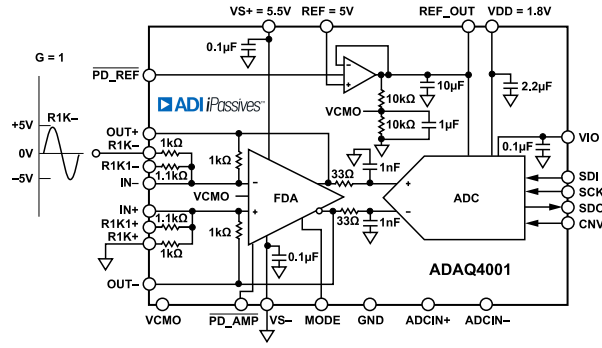 VS+ = 5.5V
REF = 5V
REF_OUT
VDD = 1.8V
G = 1
0.1µF
PD_REF
10µF
2.2µF
R1K–
ADI iPassives™
10kΩ
VCMO
10kΩ
1µF
+5V
0V
–5V
OUT+
R1K–
1kΩ
R1K1–
1.1kΩ
IN–
1kΩ
33Ω
1nF
0.1µF
VIO
VCMO
FDA
ADC
SDI
SCK
SDO
CNV
IN+
1.1kΩ
R1K1+
R1K+
1kΩ
1kΩ
33Ω
1nF
0.1µF
OUT–
ADAQ4001
VCMO
PD_AMP
VS–
MODE
GND
ADCIN+
ADCIN–
+
–
–
+
–
+